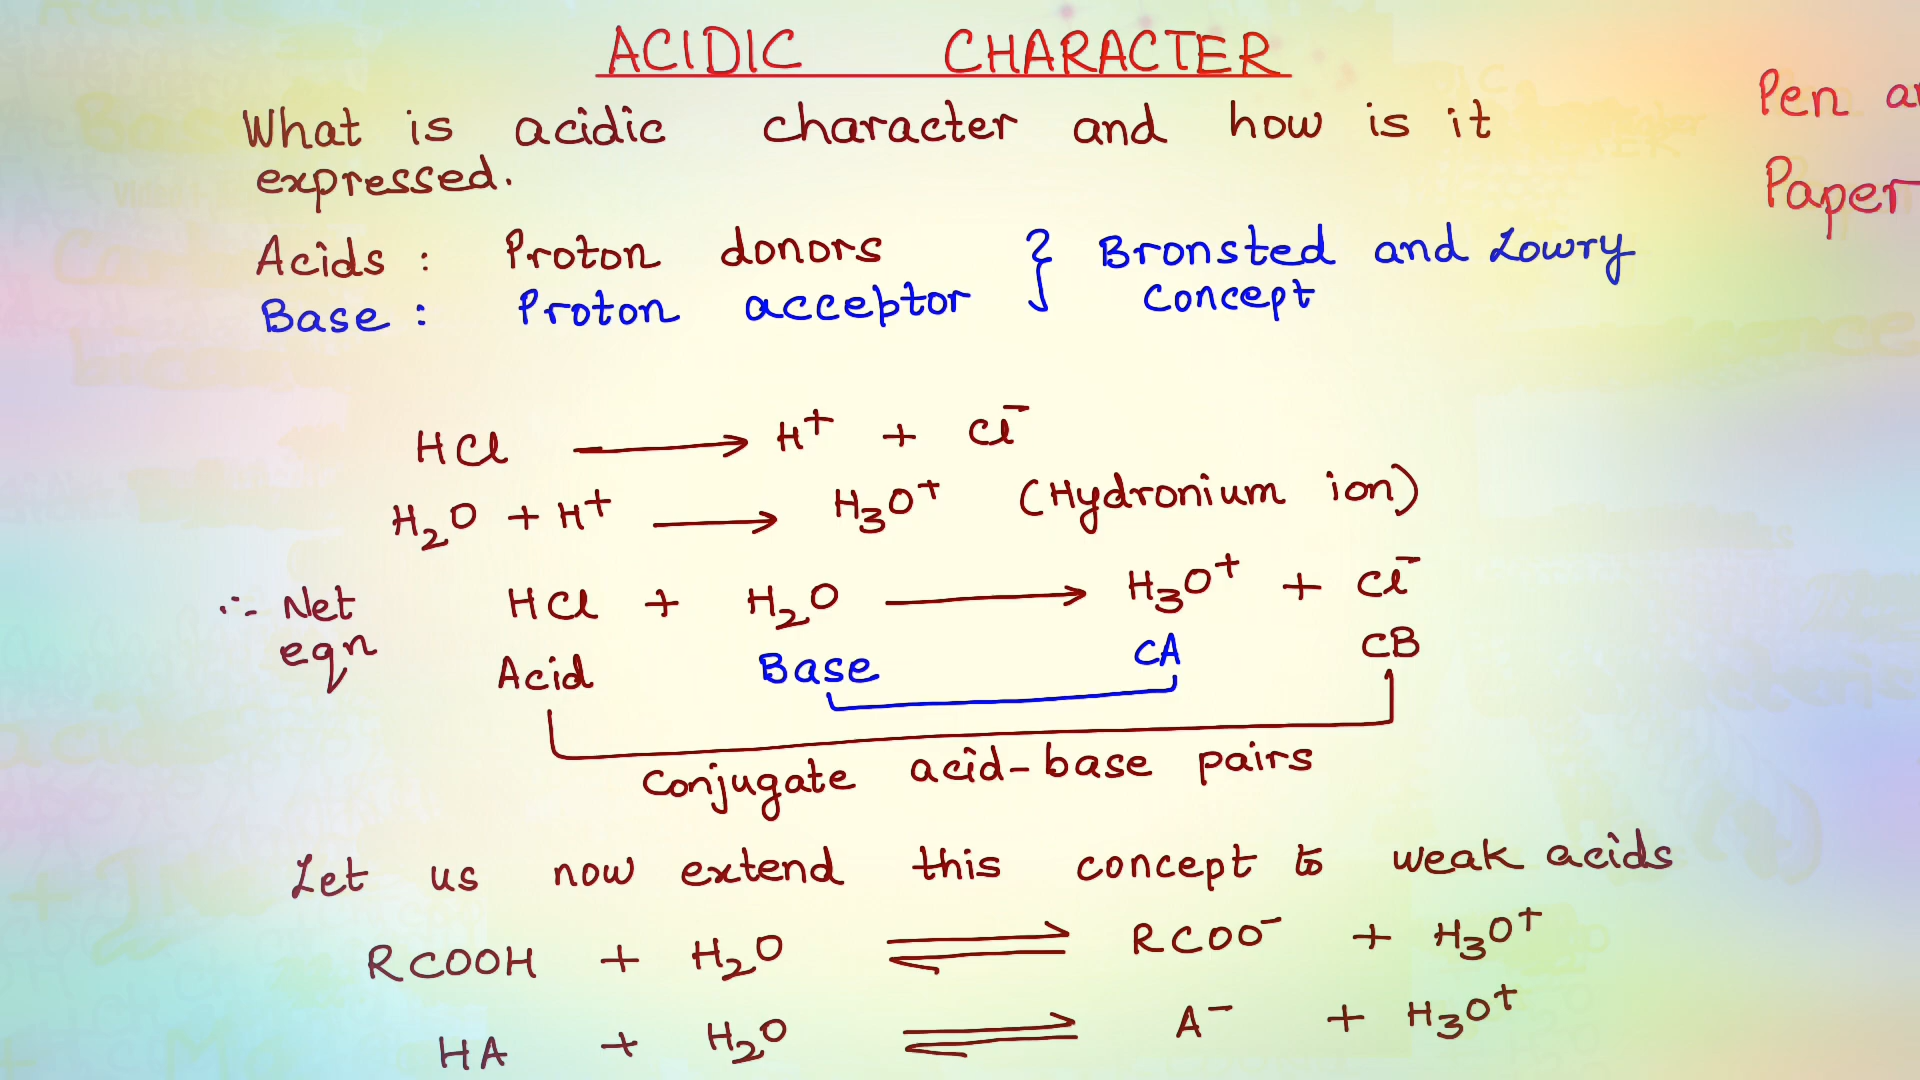 ACIDIC CHARACTER
Pen
What is acidic character and how is it
expressed.
Paper
Acids : Proton donors } Bronsted and Lowry
Base : Proton acceptor concept
HCl ⟶ H⁺ + Cl⁻
H₂O + H⁺ ⟶ H₃O⁺ (Hydronium ion)
∴ Net HCl + H₂O ⟶ H₃O⁺ + Cl⁻
eqn Acid Base CA CB
Conjugate acid-base pairs
Let us now extend this concept to weak acids
RCOOH + H₂O ⇌ RCOO⁻ + H₃O⁺
HA + H₂O ⇌ A⁻ + H₃O⁺